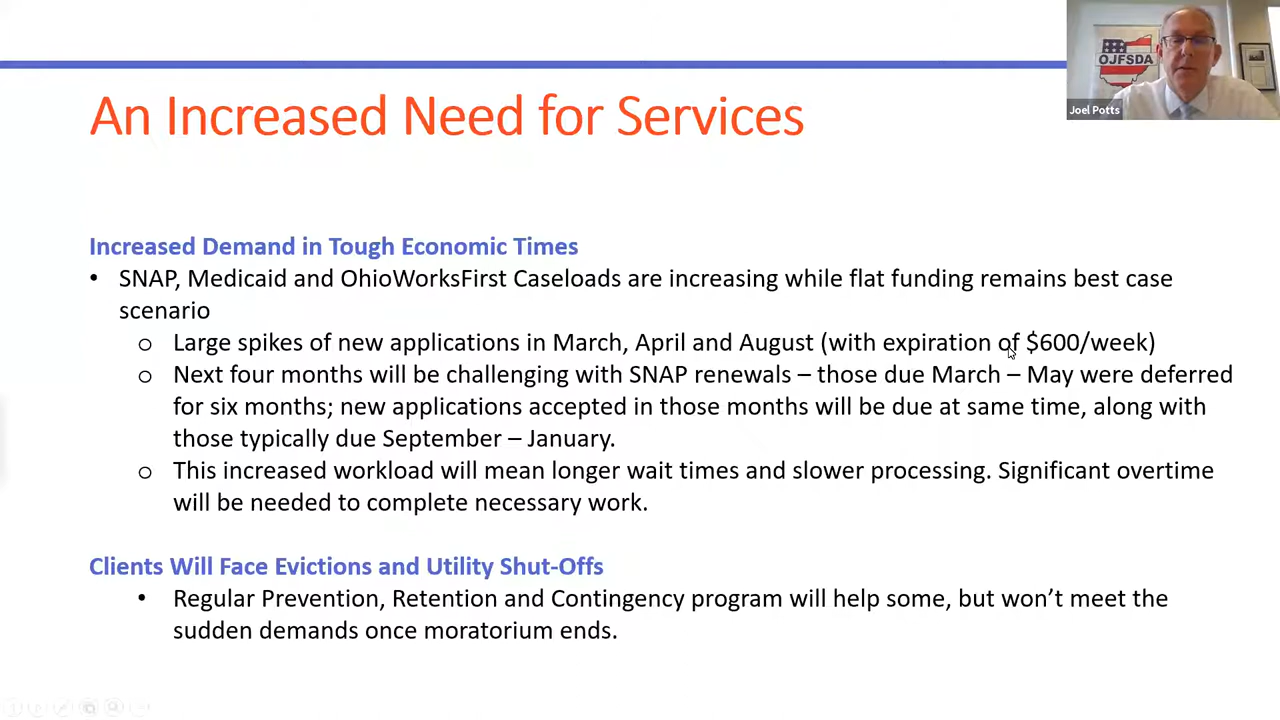 OJFSDA
Joel Potts
An Increased Need for Services
Increased Demand in Tough Economic Times
• SNAP, Medicaid and OhioWorksFirst Caseloads are increasing while flat funding remains best case
scenario
o Large spikes of new applications in March, April and August (with expiration of $600/week)
o Next four months will be challenging with SNAP renewals – those due March – May were deferred
for six months; new applications accepted in those months will be due at same time, along with
those typically due September – January.
o This increased workload will mean longer wait times and slower processing. Significant overtime
will be needed to complete necessary work.
Clients Will Face Evictions and Utility Shut-Offs
• Regular Prevention, Retention and Contingency program will help some, but won’t meet the
sudden demands once moratorium ends.